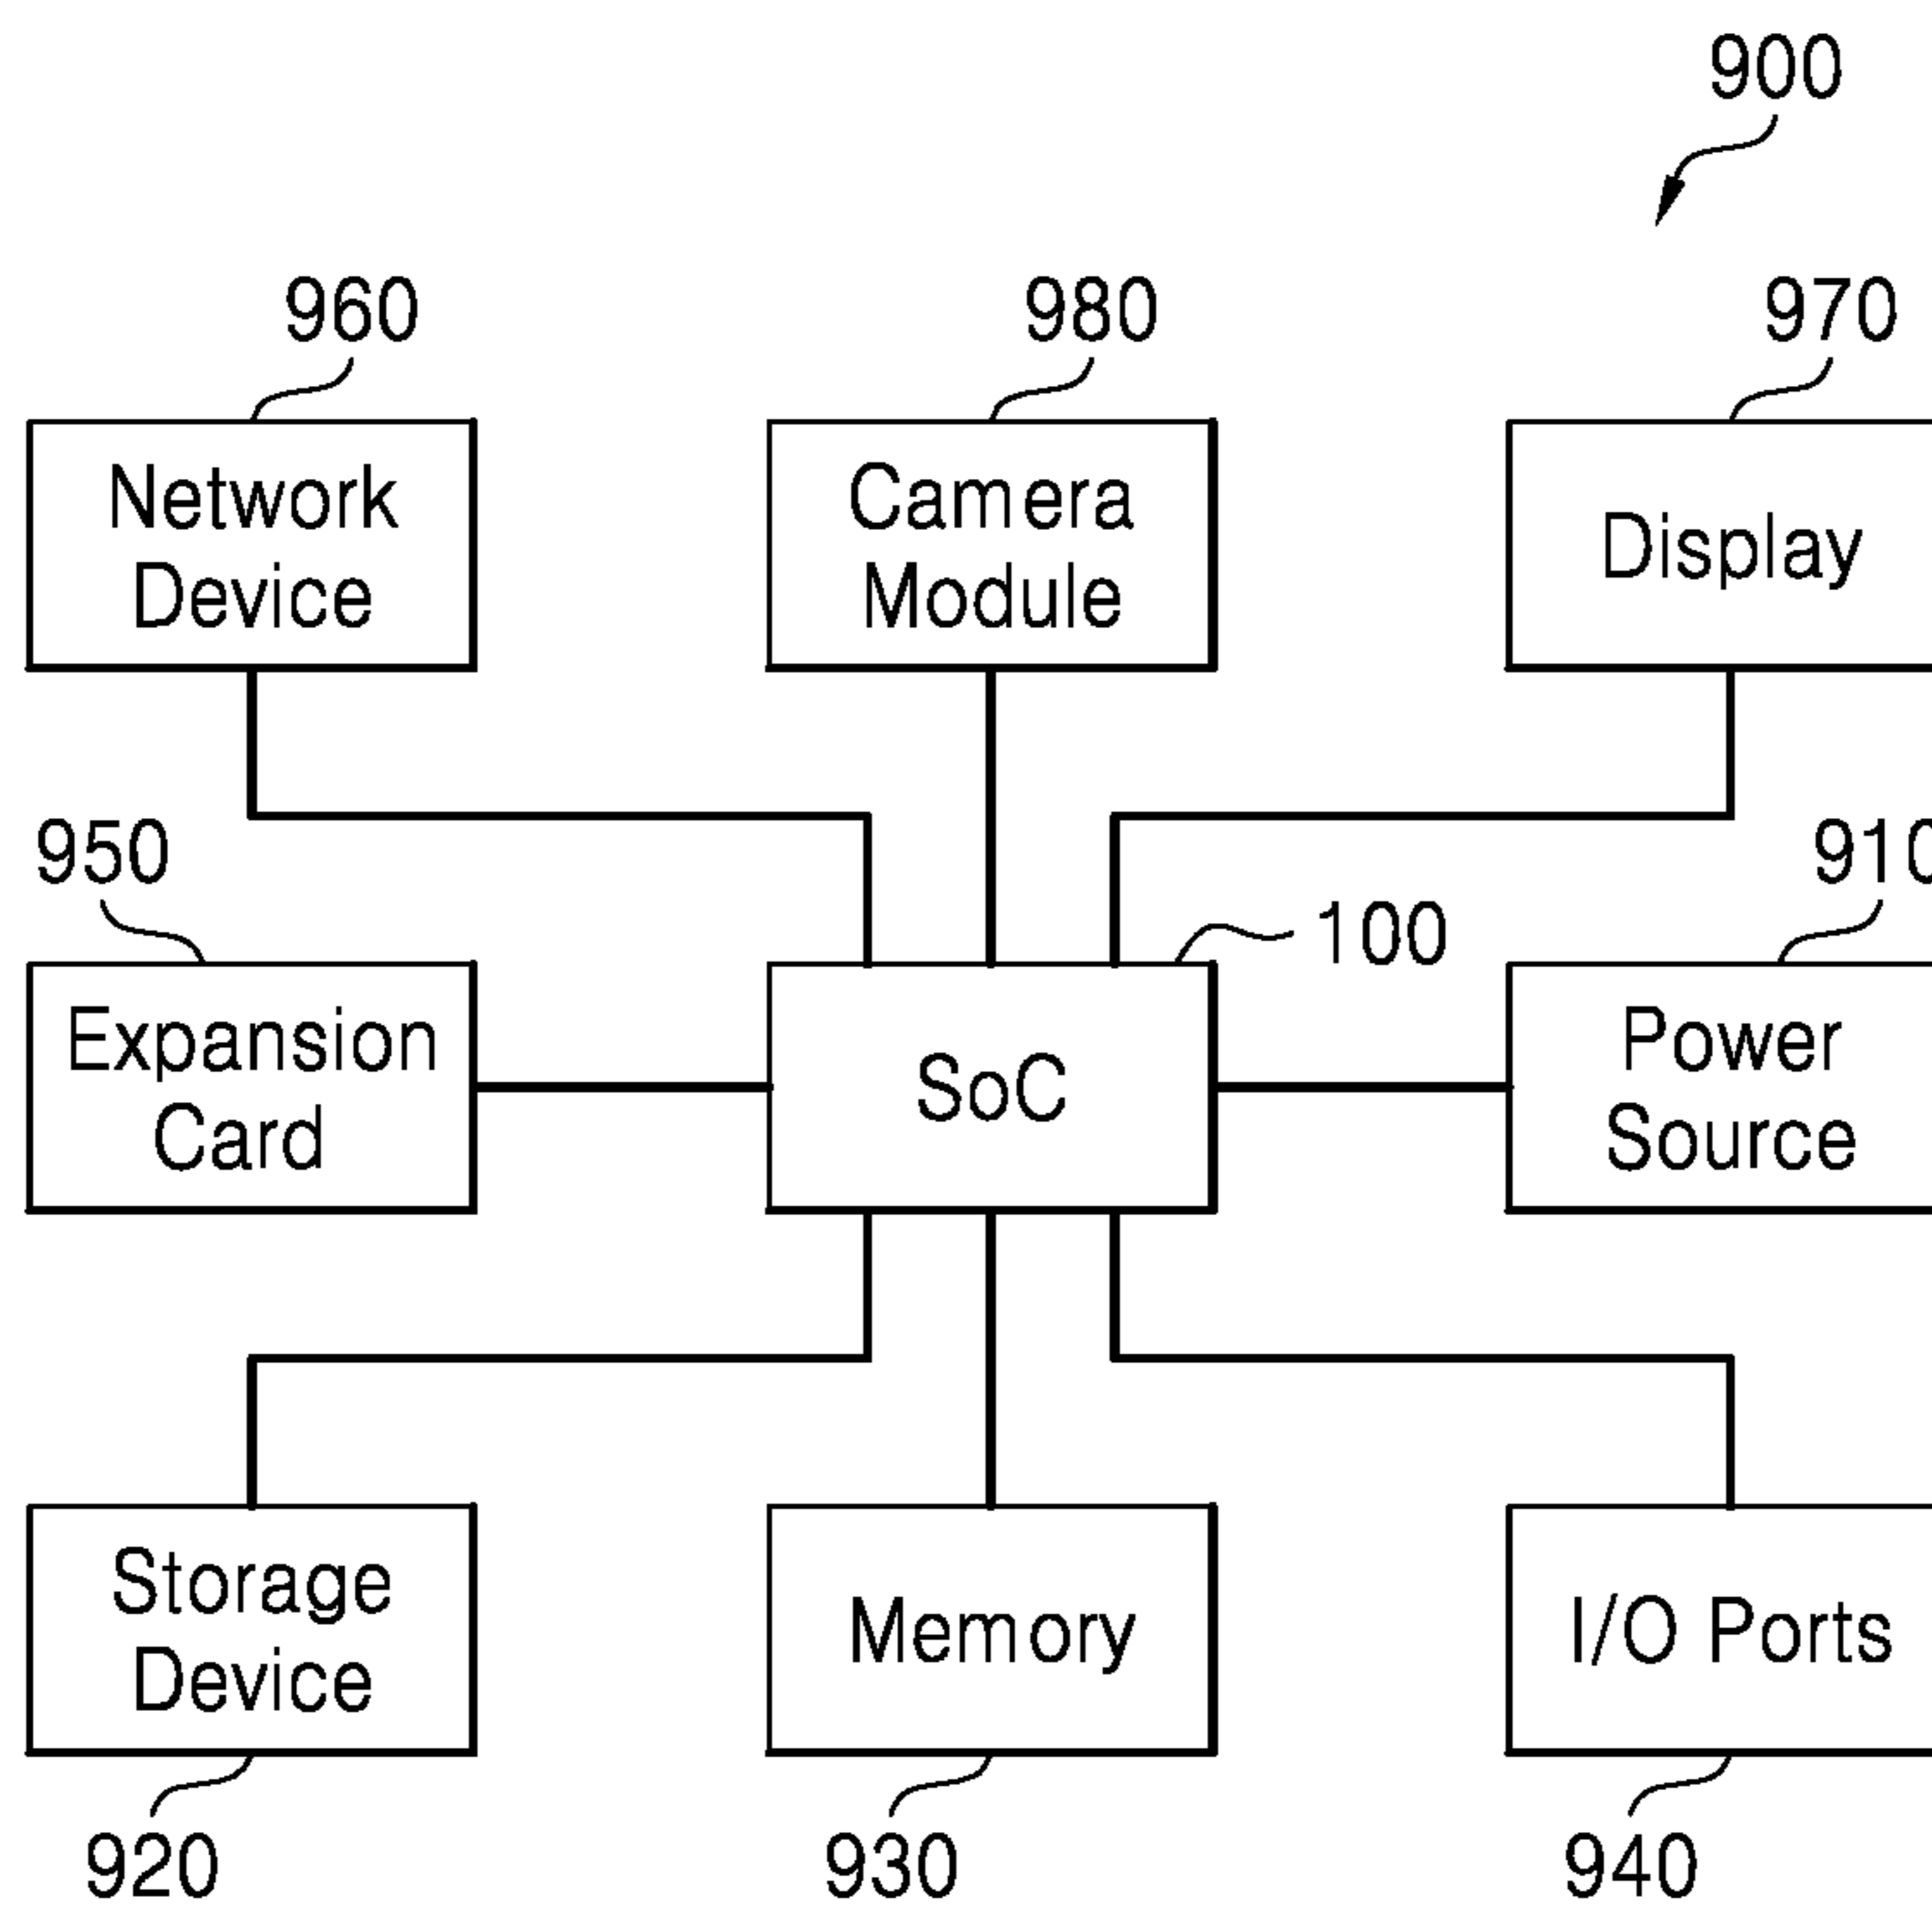 900
960
980
970
Network
Device
Camera
Module
Display
950
910
100
Expansion
Card
SoC
Power
Source
Storage
Device
Memory
I/O Ports
920
930
940